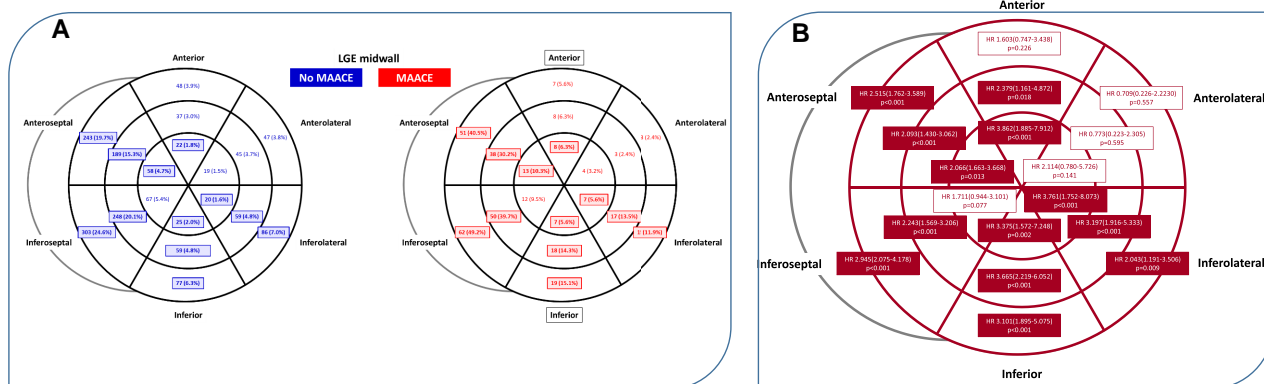 A
LGE midwall
No MAACE
MAACE
Anterior
48 (3.9%)
37 (3.0%)
Anteroseptal
Anterolateral
243 (19.7%)
47 (3.8%)
22 (1.8%)
189 (15.3%)
45 (3.7%)
58 (4.7%)
19 (1.5%)
67 (5.4%)
20 (1.6%)
248 (20.1%)
25 (2.0%)
59 (4.8%)
303 (24.6%)
86 (7.0%)
Inferoseptal
Inferolateral
59 (4.8%)
77 (6.3%)
Inferior
Anterior
7 (5.6%)
8 (6.3%)
Anteroseptal
Anterolateral
51 (40.5%)
3 (2.4%)
8 (6.3%)
38 (30.2%)
3 (2.4%)
13 (10.3%)
4 (3.2%)
12 (9.5%)
7 (5.6%)
50 (39.7%)
7 (5.6%)
17 (13.5%)
62 (49.2%)
(11.9%)
Inferoseptal
Inferolateral
18 (14.3%)
19 (15.1%)
Inferior
B
Anterior
HR 1.603(0.747-3.438)
p=0.226
Anteroseptal
Anterolateral
HR 2.515(1.762-3.589)
p<0.001
HR 2.379(1.161-4.872)
p=0.018
HR 0.709(0.226-2.2230)
p=0.557
HR 2.093(1.430-3.062)
p<0.001
HR 3.862(1.885-7.912)
p<0.001
HR 0.773(0.223-2.305)
p=0.595
HR 2.066(1.663-3.668)
p=0.013
HR 2.114(0.780-5.726)
p=0.141
HR 1.711(0.944-3.101)
p=0.077
HR 3.761(1.752-8.073)
p<0.001
HR 2.243(1.569-3.206)
p<0.001
HR 3.375(1.572-7.248)
p=0.002
HR 3.197(1.916-5.333)
p<0.001
Inferoseptal
Inferolateral
HR 2.945(2.075-4.178)
p<0.001
HR 2.043(1.191-3.506)
p=0.009
HR 3.665(2.219-6.052)
p<0.001
HR 3.101(1.895-5.075)
p<0.001
Inferior